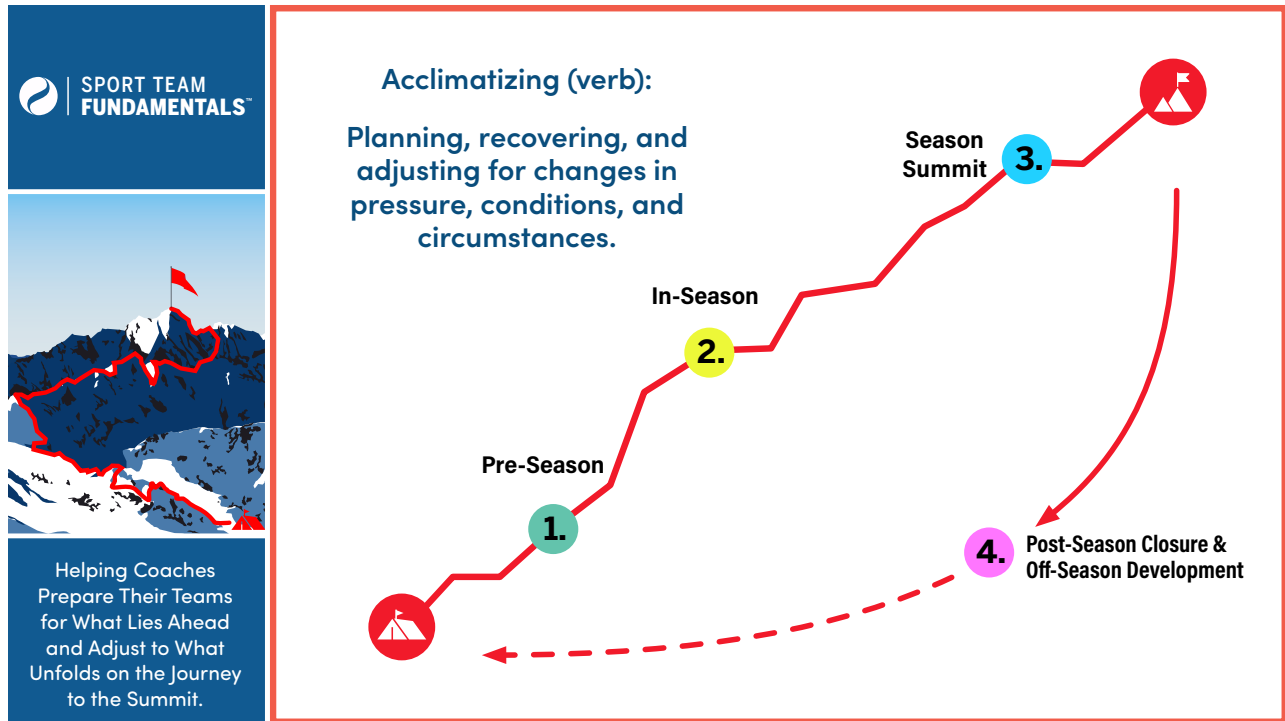 SPORT TEAM
FUNDAMENTALS™
Helping Coaches
Prepare Their Teams
for What Lies Ahead
and Adjust to What
Unfolds on the Journey
to the Summit.
Acclimatizing (verb):
Planning, recovering, and
adjusting for changes in
pressure, conditions, and
circumstances.
Season
Summit
3.
In-Season
2.
Pre-Season
1.
4.
Post-Season Closure &
Off-Season Development